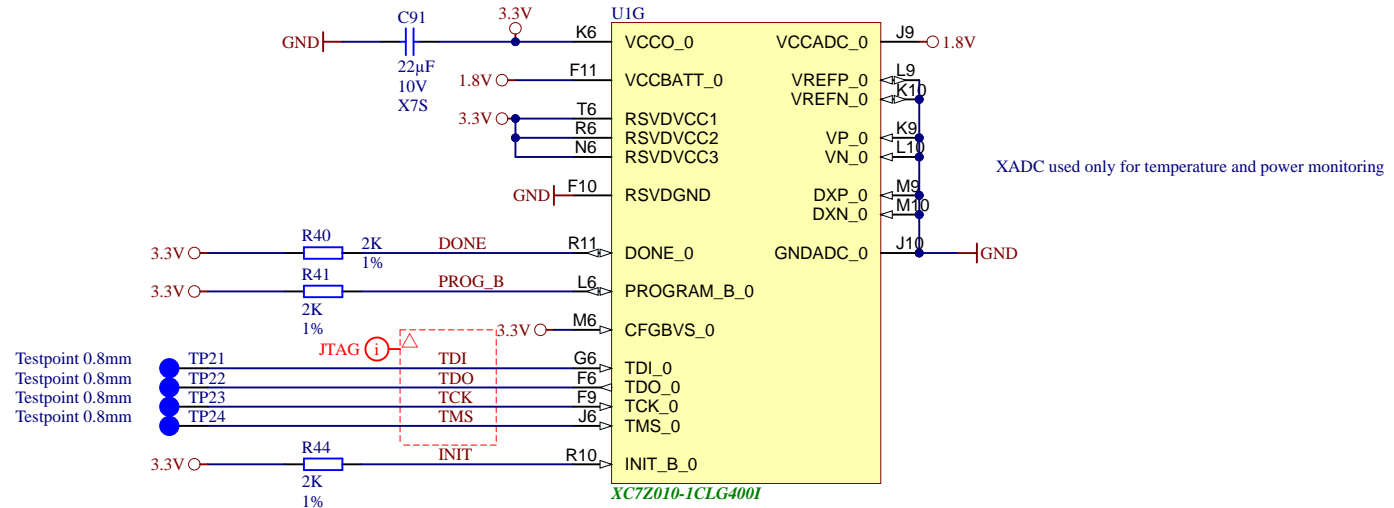 U1G
C91
3.3V
GND
K6
VCCO_0
VCCADC_0
J9
1.8V
22µF
10V
X7S
1.8V
F11
VCCBATT_0
VREFP_0
L9
VREFN_0
K10
3.3V
T6
RSVDVCC1
R6
RSVDVCC2
VP_0
K9
N6
RSVDVCC3
VN_0
L10
XADC used only for temperature and power monitoring
GND
F10
RSVDGND
DXP_0
M9
DXN_0
M10
R40
2K
1%
3.3V
DONE
R11
DONE_0
GNDADC_0
J10
GND
R41
3.3V
PROG_B
L6
PROGRAM_B_0
2K
1%
3.3V
M6
CFGBVS_0
JTAG
i
Testpoint 0.8mm
TP21
TDI
G6
TDI_0
Testpoint 0.8mm
TP22
TDO
F6
TDO_0
Testpoint 0.8mm
TP23
TCK
F9
TCK_0
Testpoint 0.8mm
TP24
TMS
J6
TMS_0
R44
3.3V
INIT
R10
INIT_B_0
2K
1%
XC7Z010-1CLG400I